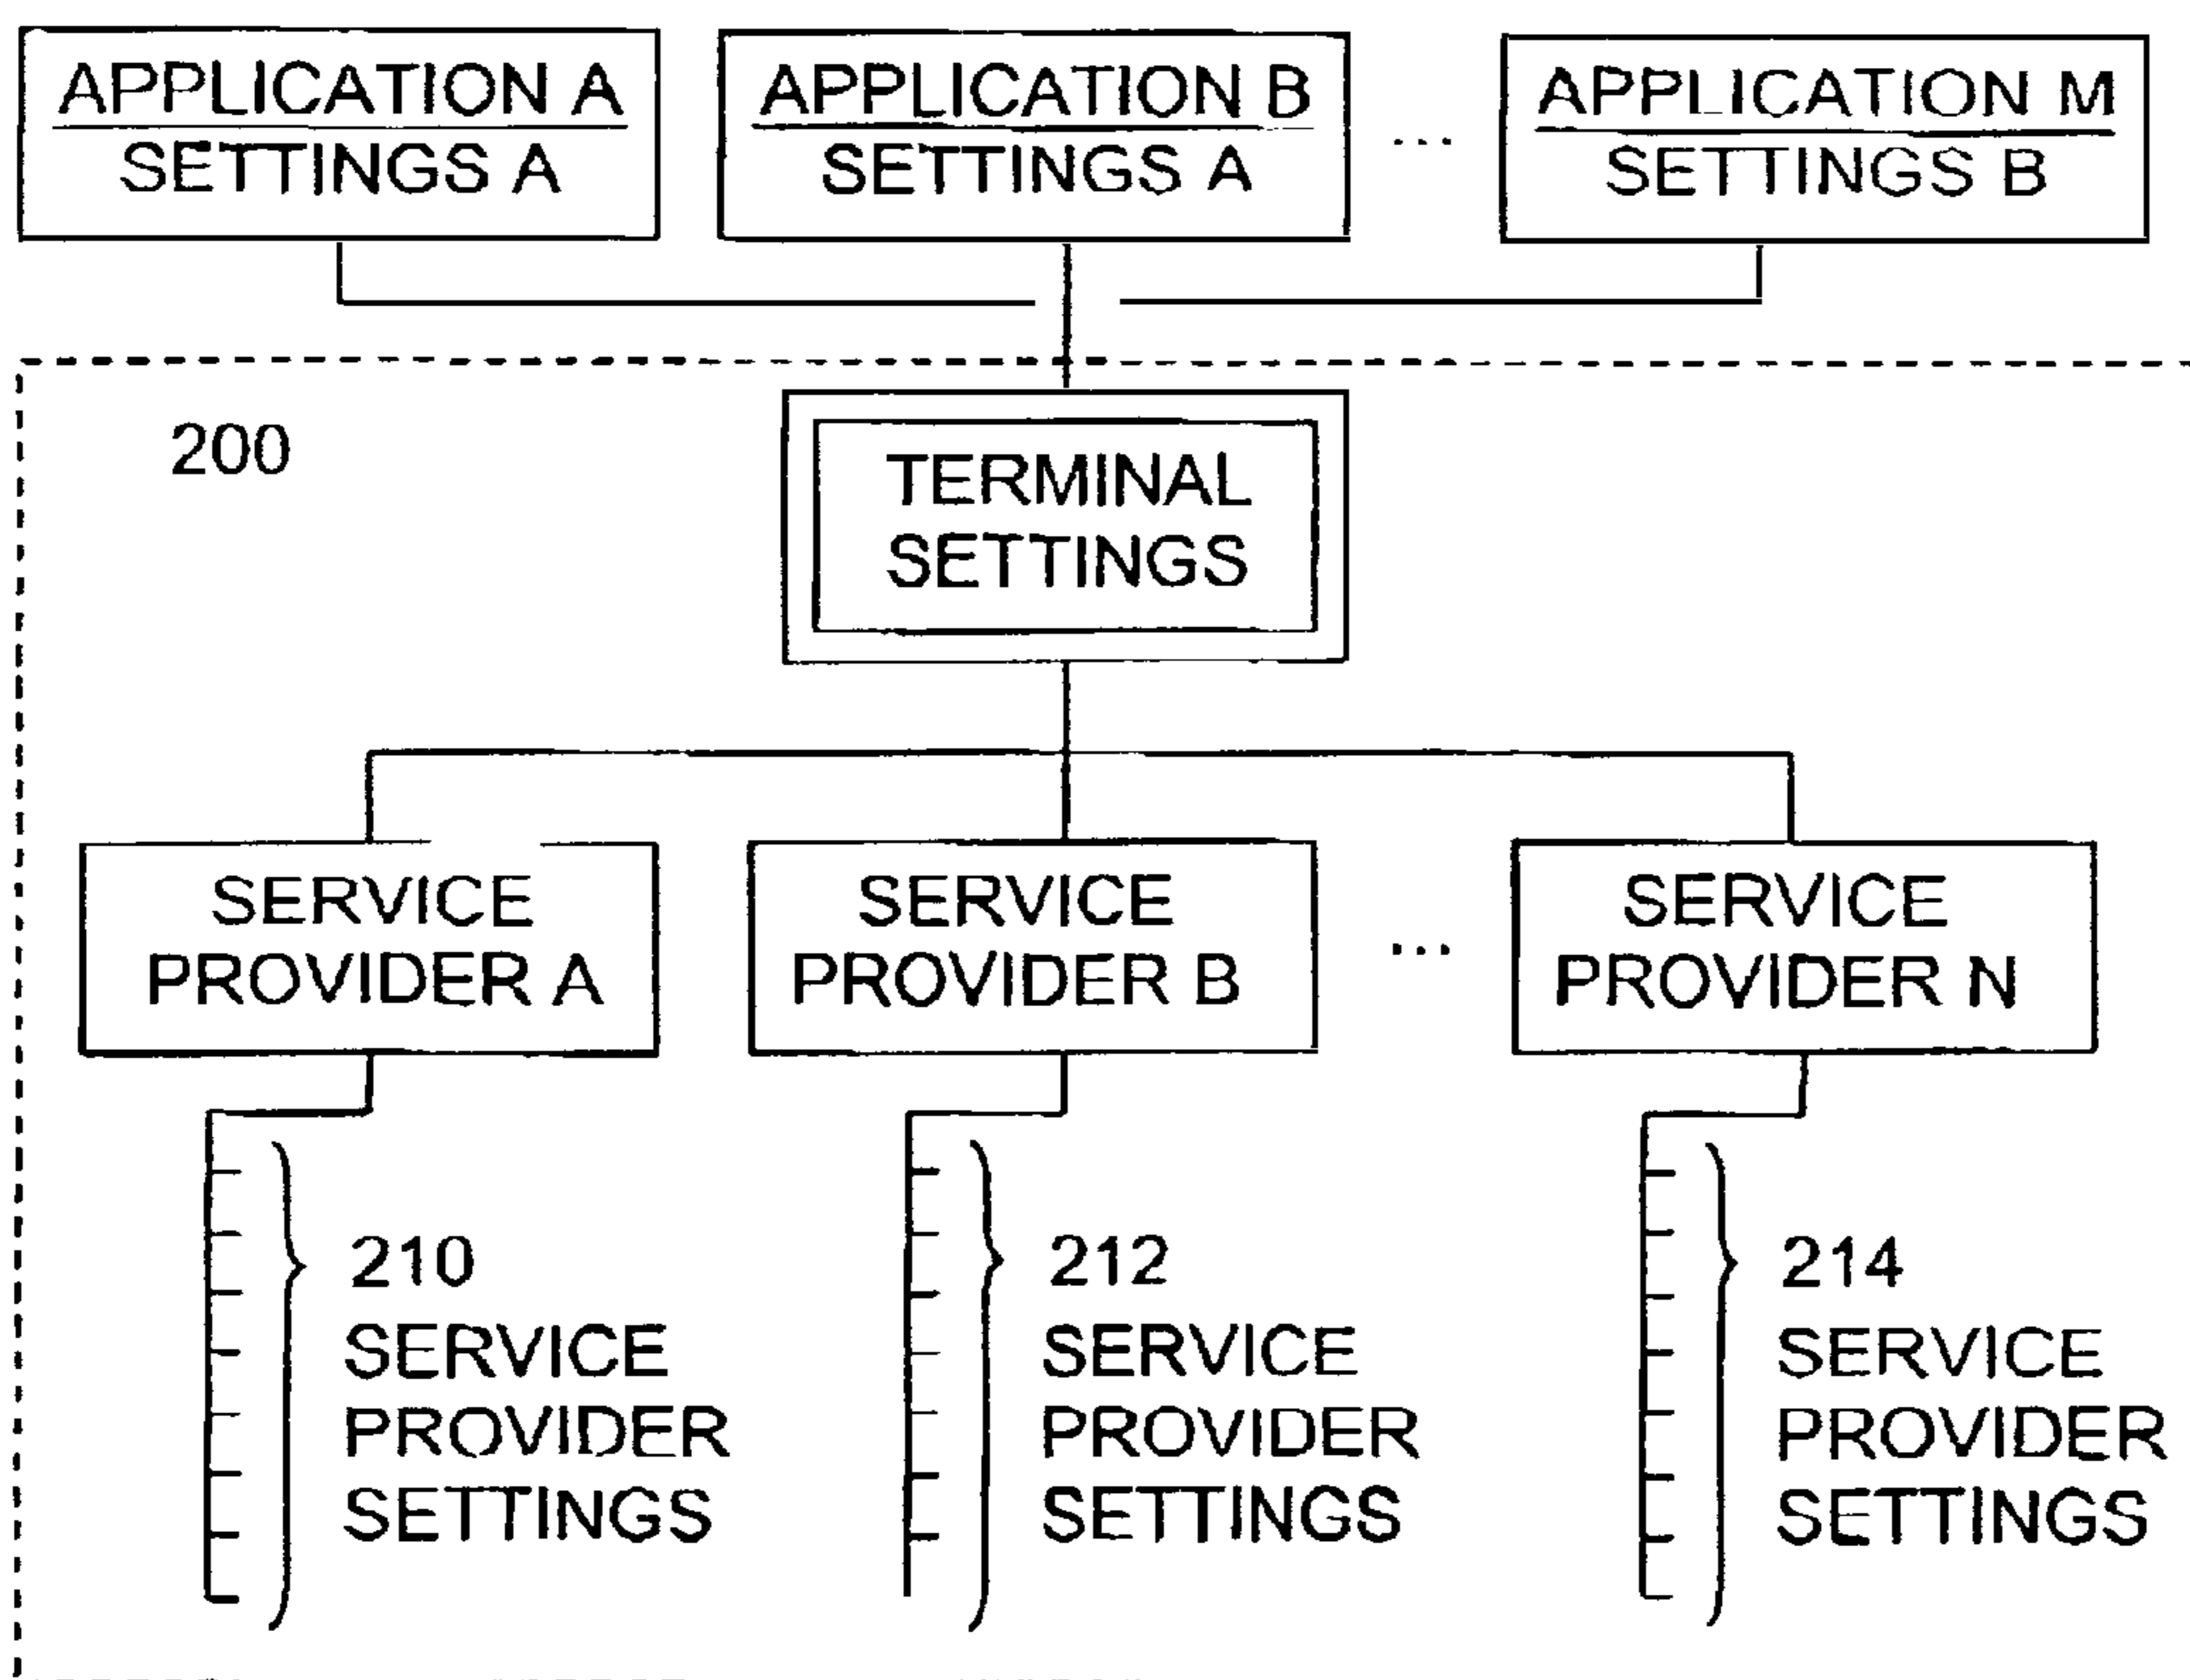 APPLICATION A
SETTINGS A
APPLICATION B
SETTINGS A
...
APPLICATION M
SETTINGS B
200
TERMINAL
SETTINGS
SERVICE
PROVIDER A
SERVICE
PROVIDER B
...
SERVICE
PROVIDER N
210
SERVICE
PROVIDER
SETTINGS
212
SERVICE
PROVIDER
SETTINGS
214
SERVICE
PROVIDER
SETTINGS